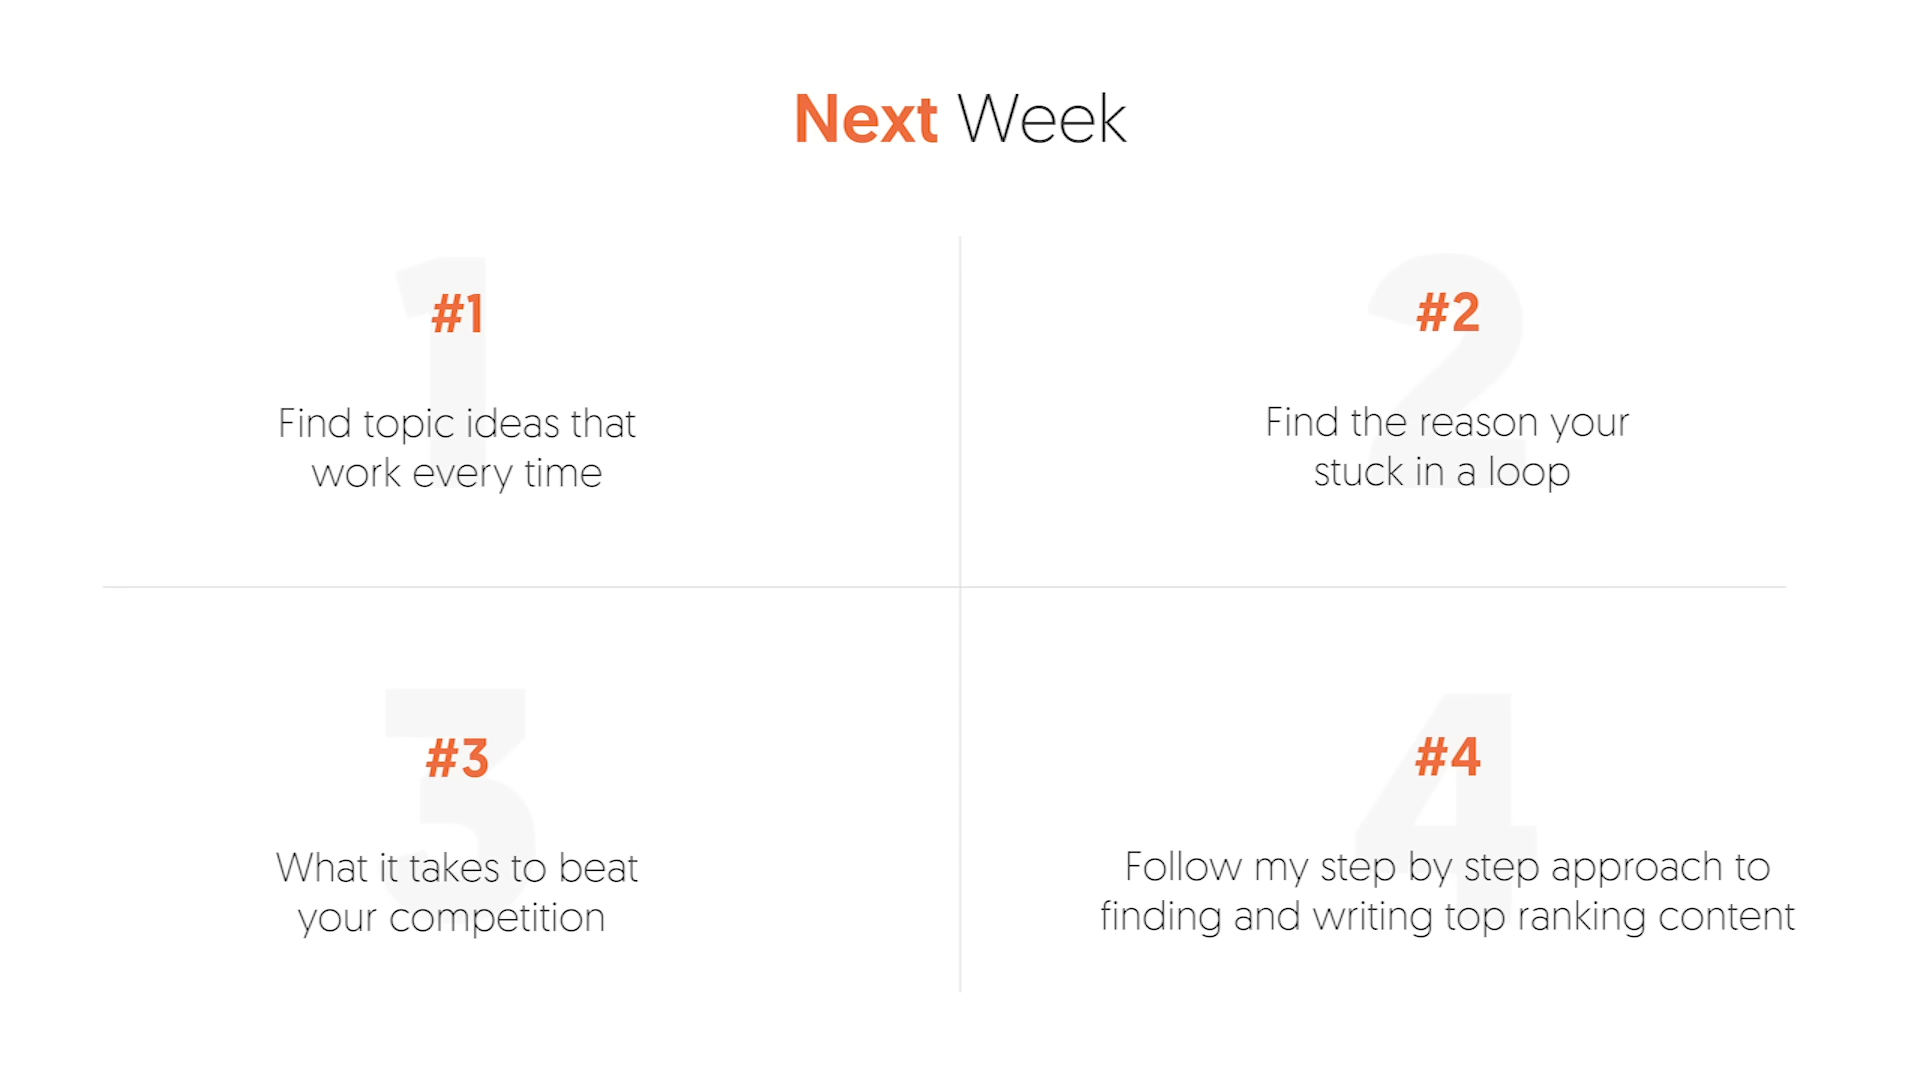 Next Week
#1
Find topic ideas that
work every time
#2
Find the reason your
stuck in a loop
#3
What it takes to beat
your competition
#4
Follow my step by step approach to
finding and writing top ranking content